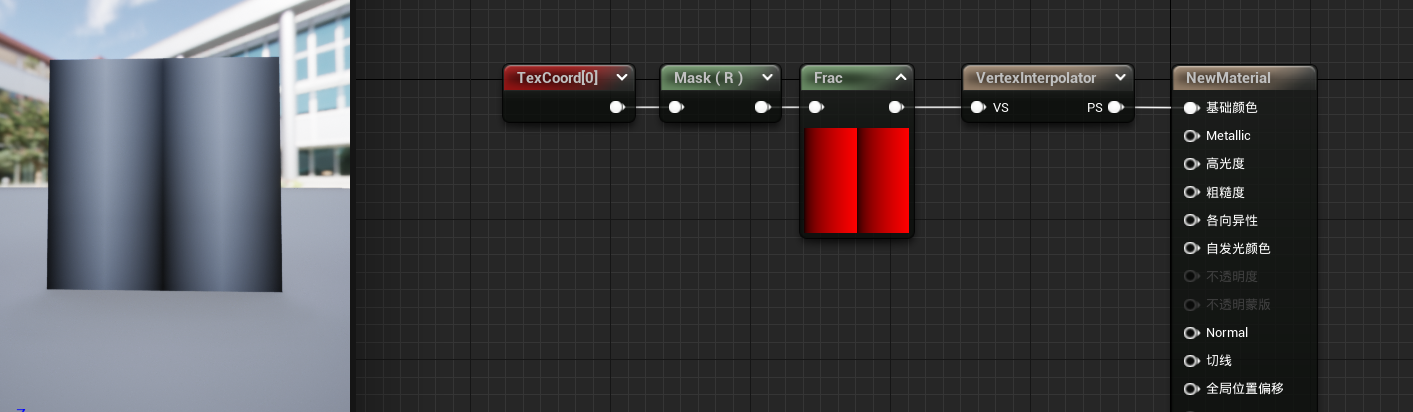 TexCoord[0]
Mask ( R )
Frac
VertexInterpolator
VS
PS
NewMaterial
基础颜色
Metallic
高光度
粗糙度
各向异性
自发光颜色
不透明度
不透明蒙版
Normal
切线
全局位置偏移